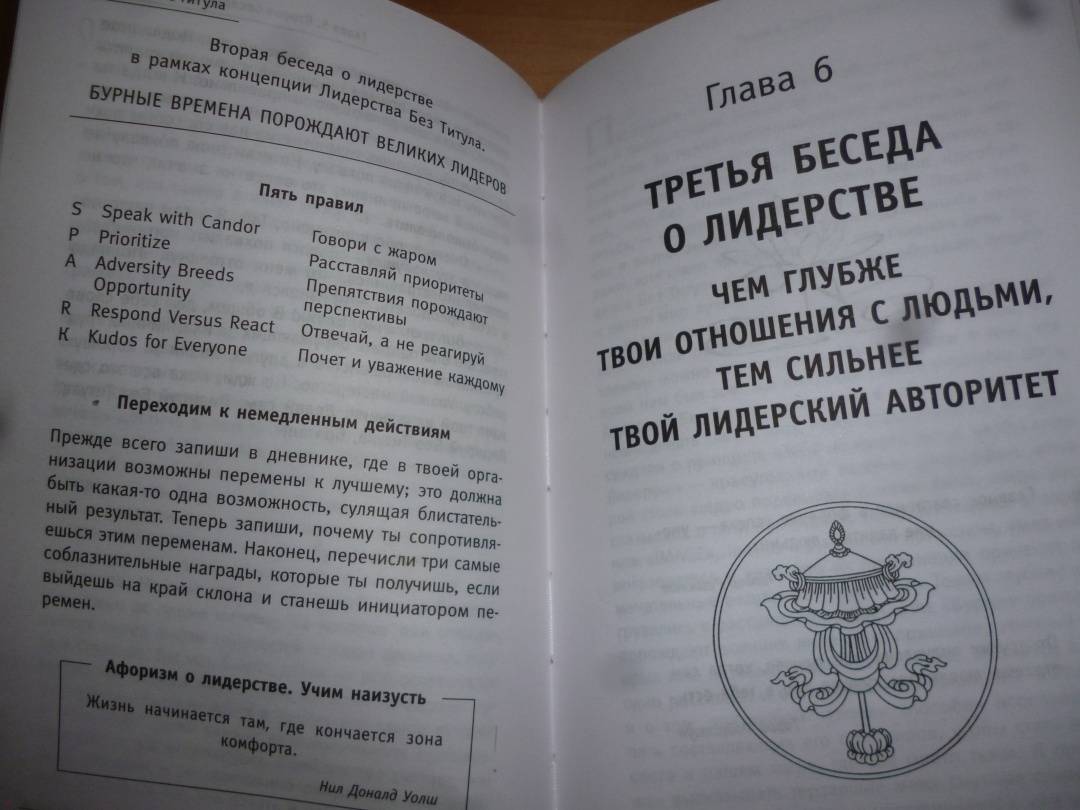 Титула
Вторая беседа о лидерстве
в рамках концепции Лидерства Без Титула.
БУРНЫЕ ВРЕМЕНА ПОРОЖДАЮТ ВЕЛИКИХ ЛИДЕРОВ
Пять правил
S Speak with Candor Говори с жаром
P Prioritize Расставляй приоритеты
A Adversity Breeds Препятствия порождают
Opportunity перспективы
R Respond Versus React Отвечай, а не реагируй
K Kudos for Everyone Почет и уважение каждому
Переходим к немедленным действиям
Прежде всего запиши в дневнике, где в твоей орга-
низации возможны перемены к лучшему; это должна
быть какая-то одна возможность, сулящая блистатель-
ный результат. Теперь запиши, почему ты сопротивля-
ешься этим переменам. Наконец, перечисли три самые
соблазнительные награды, которые ты получишь, если
выйдешь на край склона и станешь инициатором пе-
ремен.
Афоризм о лидерстве. Учим наизусть
Жизнь начинается там, где кончается зона
комфорта.
Нил Доналд Уолш
Глава 6
ТРЕТЬЯ БЕСЕДА
О ЛИДЕРСТВЕ
ЧЕМ ГЛУБЖЕ
ТВОИ ОТНОШЕНИЯ С ЛЮДЬМИ,
ТЕМ СИЛЬНЕЕ
ТВОЙ ЛИДЕРСКИЙ АВТОРИТЕТ